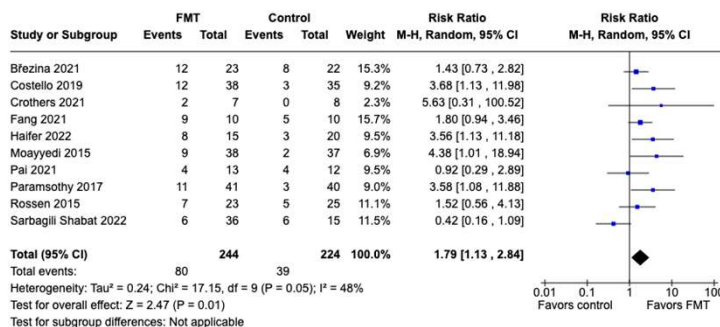 FMT Control Risk Ratio Risk Ratio
Study or Subgroup Events Total Events Total Weight M-H, Random, 95% CI M-H, Random, 95% CI
Březina 2021 12 23 8 22 15.3% 1.43 [0.73 , 2.82]
Costello 2019 12 38 3 35 9.2% 3.68 [1.13 , 11.98]
Crothers 2021 2 7 0 8 2.3% 5.63 [0.31 , 100.52]
Fang 2021 9 10 5 10 15.7% 1.80 [0.94 , 3.46]
Haifer 2022 8 15 3 20 9.8% 3.56 [1.13 , 11.18]
Moayyedi 2015 9 38 2 37 6.9% 4.38 [1.01 , 18.94]
Pai 2021 4 13 4 12 9.9% 0.92 [0.29 , 2.89]
Paramsothy 2017 11 41 3 40 9.0% 3.58 [1.08 , 11.88]
Rossen 2015 7 23 5 25 11.1% 1.52 [0.56 , 4.13]
Sarbagili Shabat 2022 6 36 6 15 11.5% 0.42 [0.16 , 1.09]
Total (95% CI) 244 224 100.0% 1.79 [1.13 , 2.84]
Total events: 80 39
Heterogeneity: Tau² = 0.24; Chi² = 17.15, df = 9 (P = 0.05); I² = 48%
Test for overall effect: Z = 2.47 (P = 0.01)
Test for subgroup differences: Not applicable
0.01 0.1 1 10 100
Favors control Favors FMT